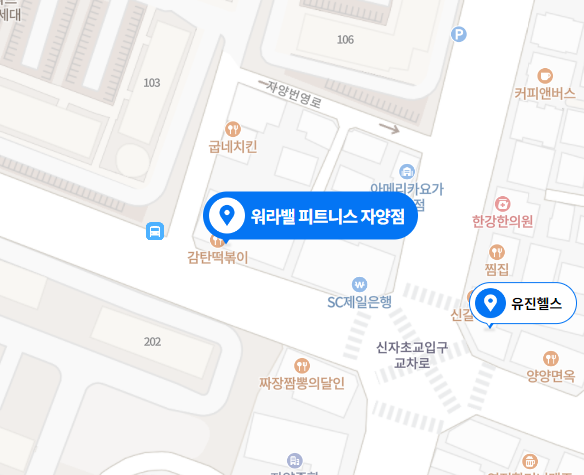 세대
106
P
103
커피앤버스
자양번영로
굽네치킨
아메리카요가
점
한강한의원
워라밸 피트니스 자양점
감탄떡볶이
찜집
SC제일은행
신길
유진헬스
202
신자초교입구
교차로
짜장짬뽕의달인
양양면옥